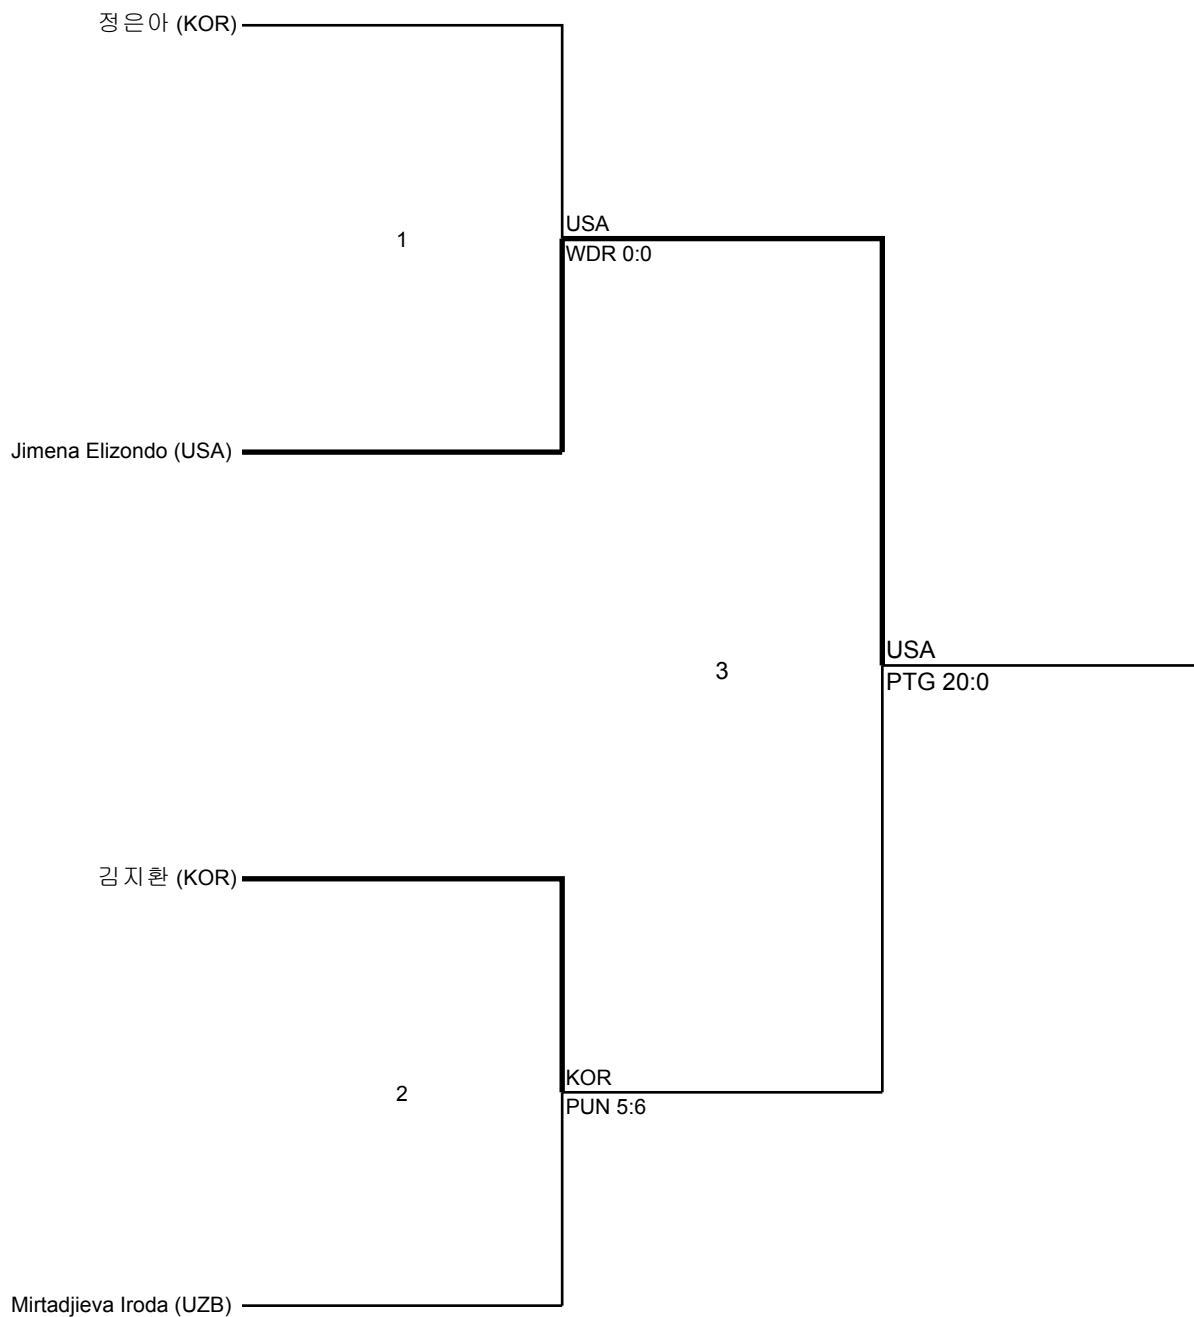 정은아 (KOR)
USA
1
WDR 0:0
Jimena Elizondo (USA)
USA
3
PTG 20:0
김지환 (KOR)
KOR
2
PUN 5:6
Mirtadjieva Iroda (UZB)